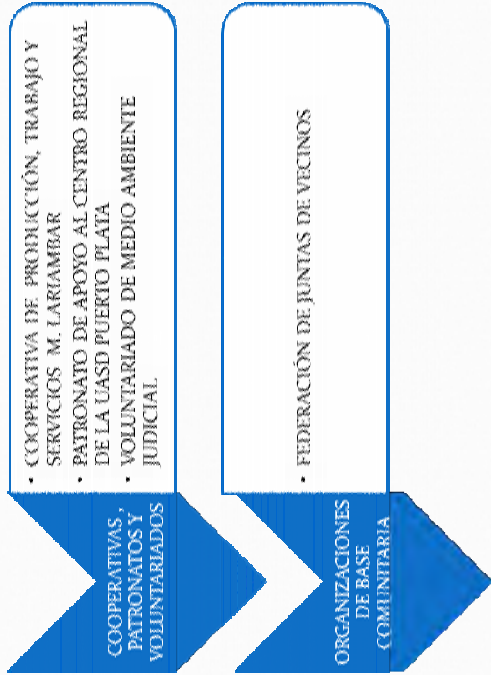 COOPERATIVAS ,
PATRONATOS Y
VOLUNTARIADOS
• COOPERATIVA DE PRODUCCIÓN, TRABAJO Y
SERVICIOS M. LARIAMBAR
• PATRONATO DE APOYO AL CENTRO REGIONAL
DE LA UASD PUERTO PLATA
• VOLUNTARIADO DE MEDIO AMBIENTE
JUDICIAL
ORGANIZACIONES
DE BASE
COMUNITARIA
• FEDERACIÓN DE JUNTAS DE VECINOS